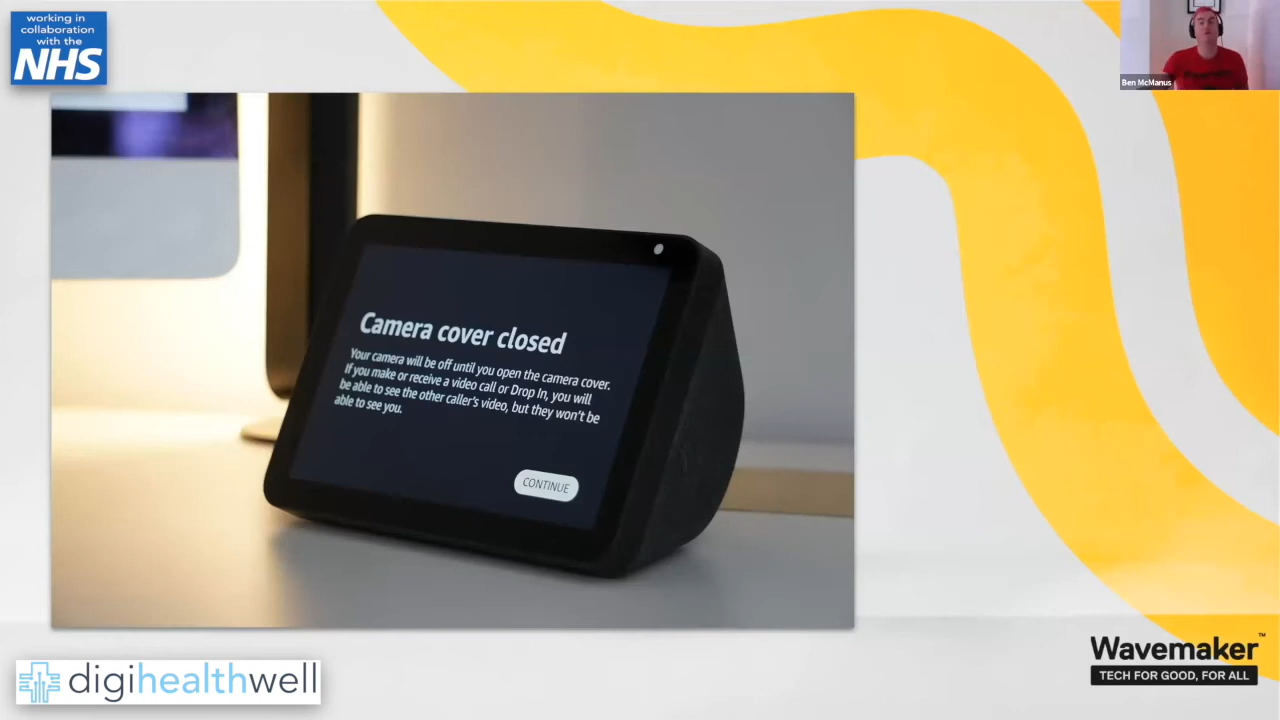 working in
collaboration
with the
NHS
Ben McManus
Camera cover closed
Your camera will be off until you open the camera cover.
If you make or receive a video call or Drop In, you will
be able to see the other caller's video, but they won't be
able to see you.
CONTINUE
digihealthwell
Wavemaker™
TECH FOR GOOD, FOR ALL